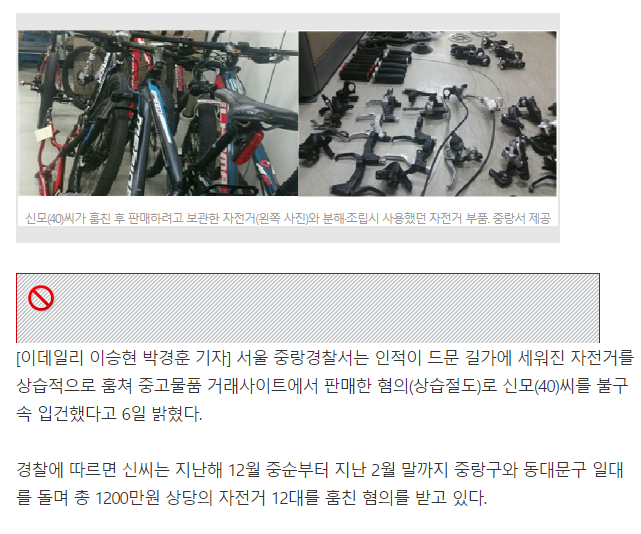 신모(40)씨가 훔친 후 판매하려고 보관한 자전거(왼쪽 사진)와 분해·조립시 사용했던 자전거 부품. 중랑서 제공
[이데일리 이승현 박경훈 기자] 서울 중랑경찰서는 인적이 드문 길가에 세워진 자전거를
상습적으로 훔쳐 중고물품 거래사이트에서 판매한 혐의(상습절도)로 신모(40)씨를 불구
속 입건했다고 6일 밝혔다.
경찰에 따르면 신씨는 지난해 12월 중순부터 지난 2월 말까지 중랑구와 동대문구 일대
를 돌며 총 1200만원 상당의 자전거 12대를 훔친 혐의를 받고 있다.